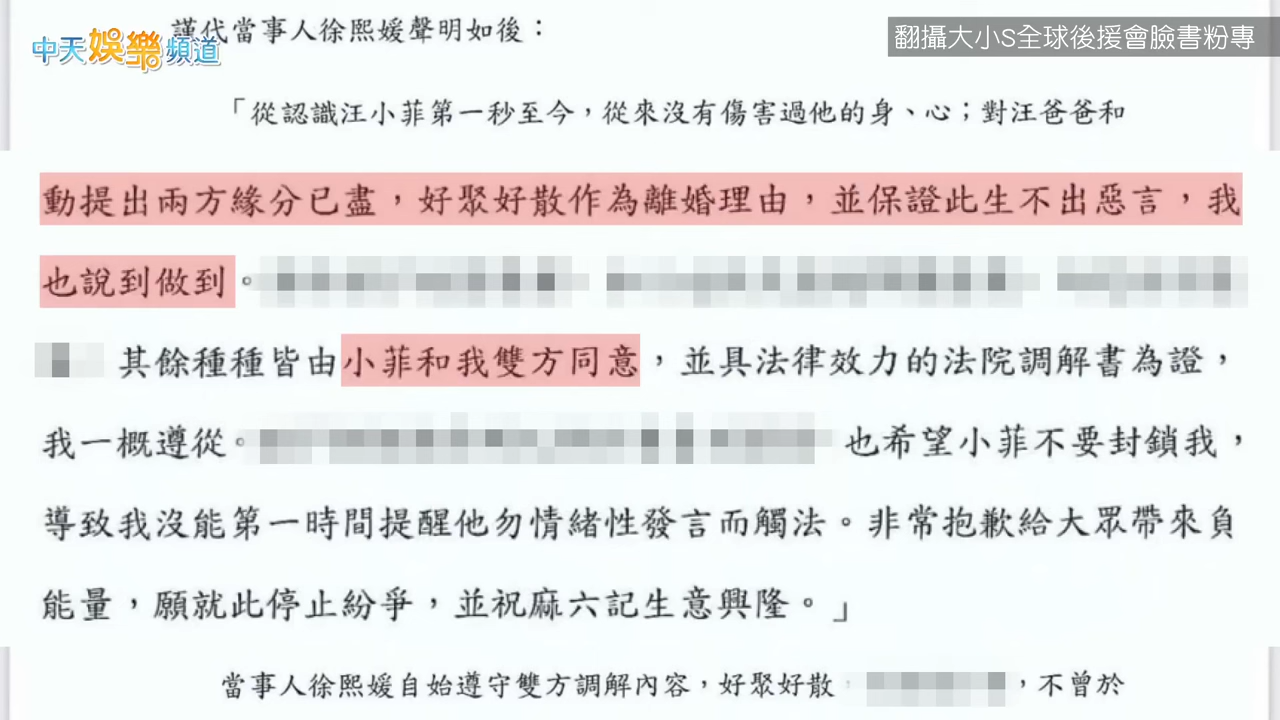 謹代當事人徐熙媛聲明如後：
中天娛樂頻道
翻攝大小S全球後援會臉書粉專
「從認識汪小菲第一秒至今，從來沒有傷害過他的身、心；對汪爸爸和
動提出兩方緣分已盡，好聚好散作為離婚理由，並保證此生不出惡言，我
也說到做到。
其餘種種皆由小菲和我雙方同意，並具法律效力的法院調解書為證，
我一概遵從。 也希望小菲不要封鎖我，
導致我沒能第一時間提醒他勿情緒性發言而觸法。非常抱歉給大眾帶來負
能量，願就此停止紛爭，並祝麻六記生意興隆。」
當事人徐熙媛自始遵守雙方調解內容，好聚好散 ，不曾於